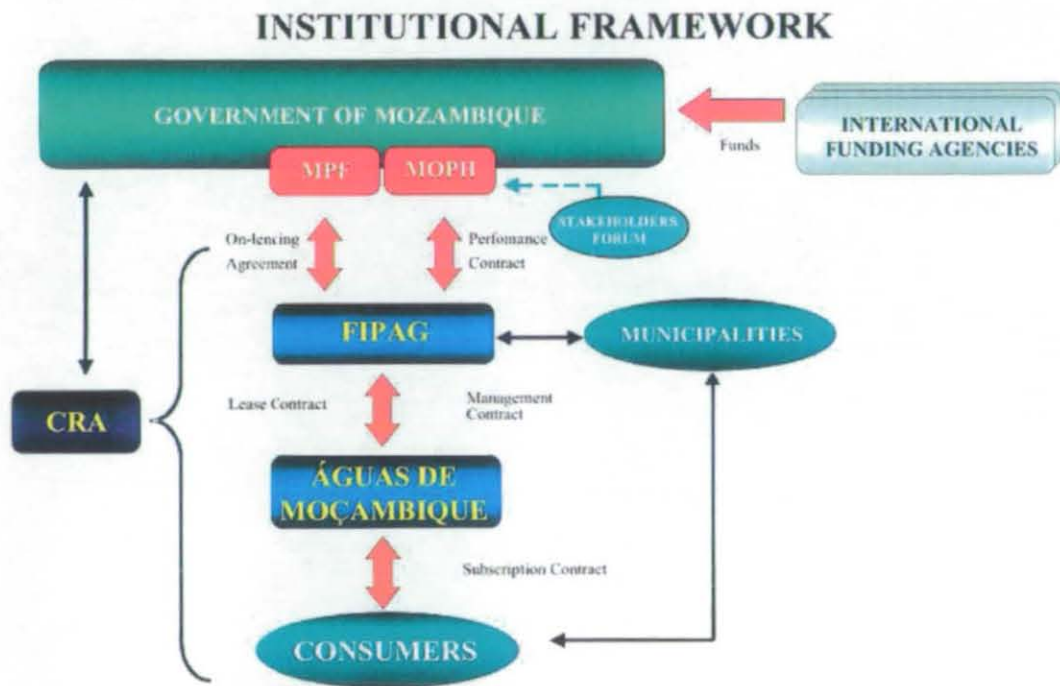 INSTITUTIONAL FRAMEWORK
GOVERNMENT OF MOZAMBIQUE
INTERNATIONAL
FUNDING AGENCIES
Funds
MPF
MOPH
STAKEHOLDERS
FORUM
On-lencing
Agreement
Perfomance
Contract
FIPAG
MUNICIPALITIES
CRA
Lease Contract
Management
Contract
ÁGUAS DE
MOÇAMBIQUE
Subscription Contract
CONSUMERS